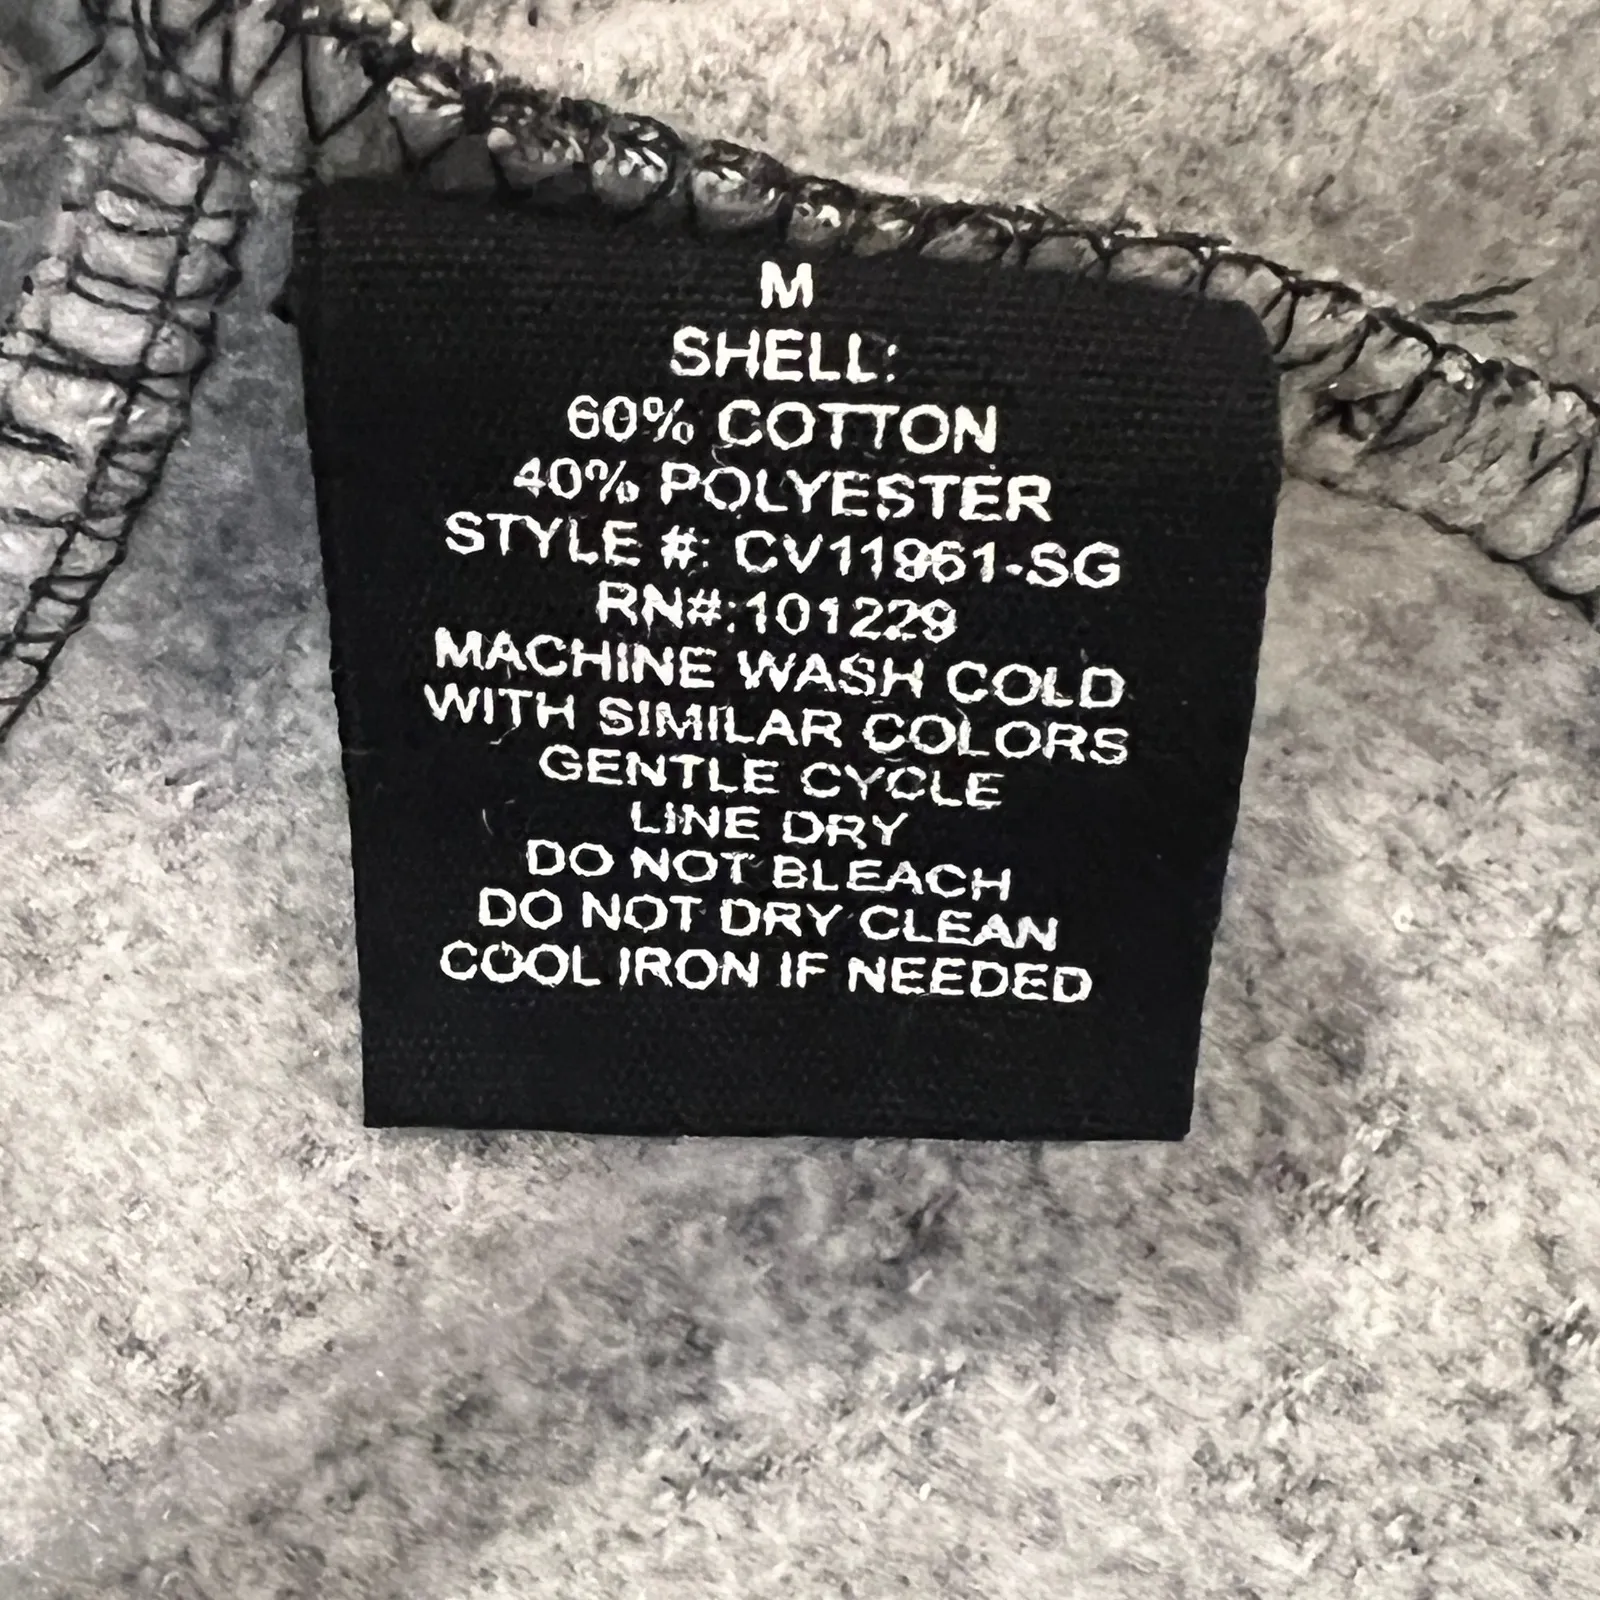 M
SHELL:
60% COTTON
40% POLYESTER
STYLE #: CV11961-SG
RN#:101229
MACHINE WASH COLD
WITH SIMILAR COLORS
GENTLE CYCLE
LINE DRY
DO NOT BLEACH
DO NOT DRY CLEAN
COOL IRON IF NEEDED